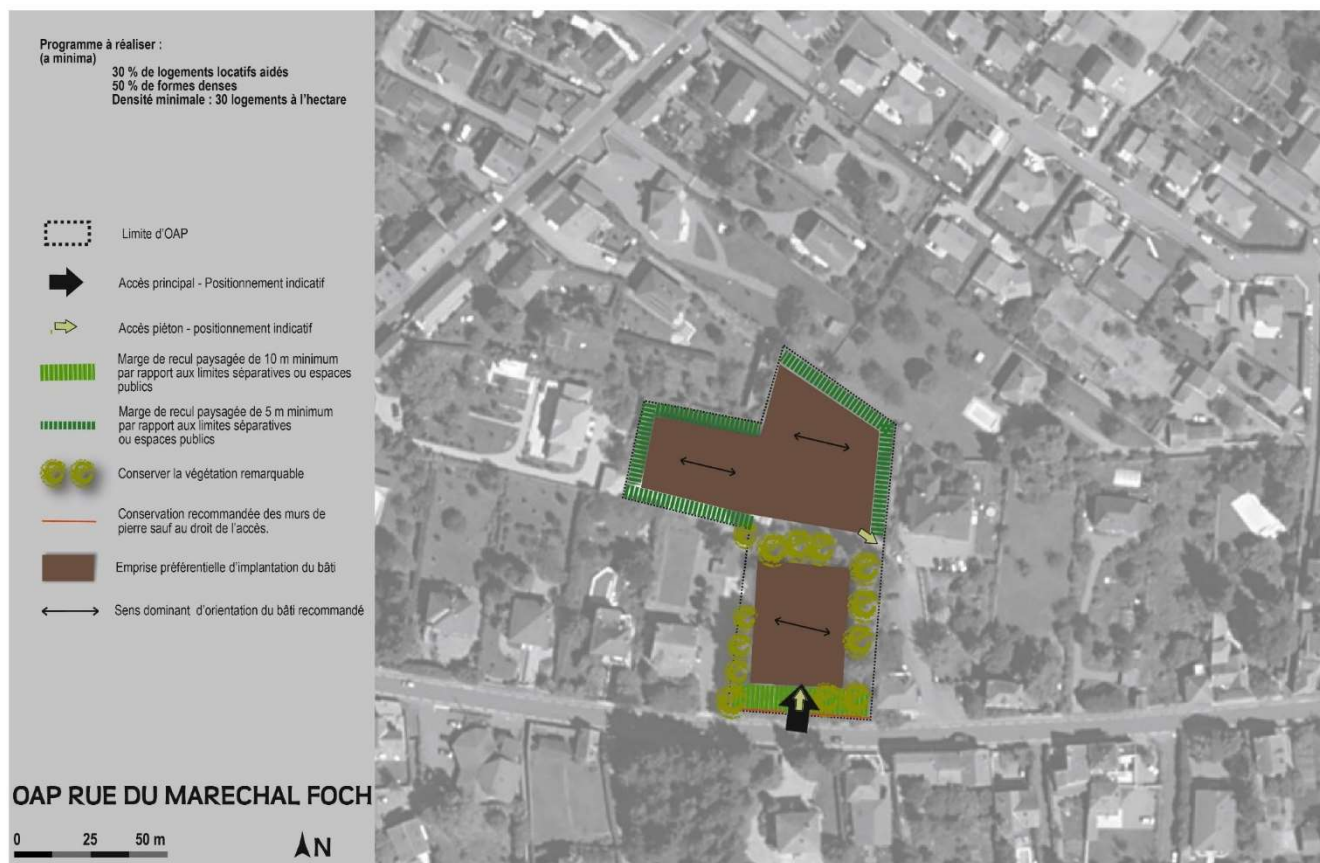 Programme à réaliser :
(a minima)
30 % de logements locatifs aidés
50 % de formes denses
Densité minimale : 30 logements à l'hectare
Limite d'OAP
Accès principal - Positionnement indicatif
Accès piéton - positionnement indicatif
Marge de recul paysagée de 10 m minimum
par rapport aux limites séparatives ou espaces
publics
Marge de recul paysagée de 5 m minimum
par rapport aux limites séparatives
ou espaces publics
Conserver la végétation remarquable
Conservation recommandée des murs de
pierre sauf au droit de l'accès.
Emprise préférentielle d'implantation du bâti
Sens dominant d'orientation du bâti recommandé
OAP RUE DU MARECHAL FOCH
0 25 50 m
N